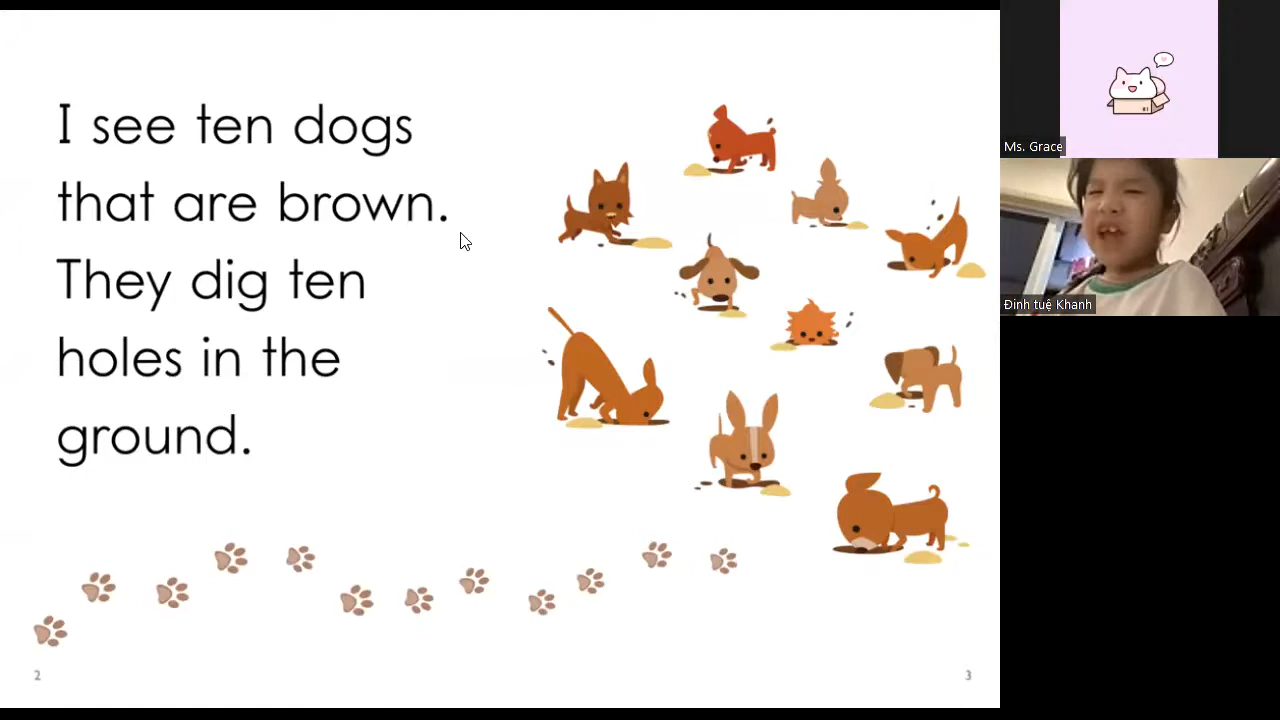 I see ten dogs
that are brown.
They dig ten
holes in the
ground.
2
3
Ms. Grace
Đinh tuệ Khanh